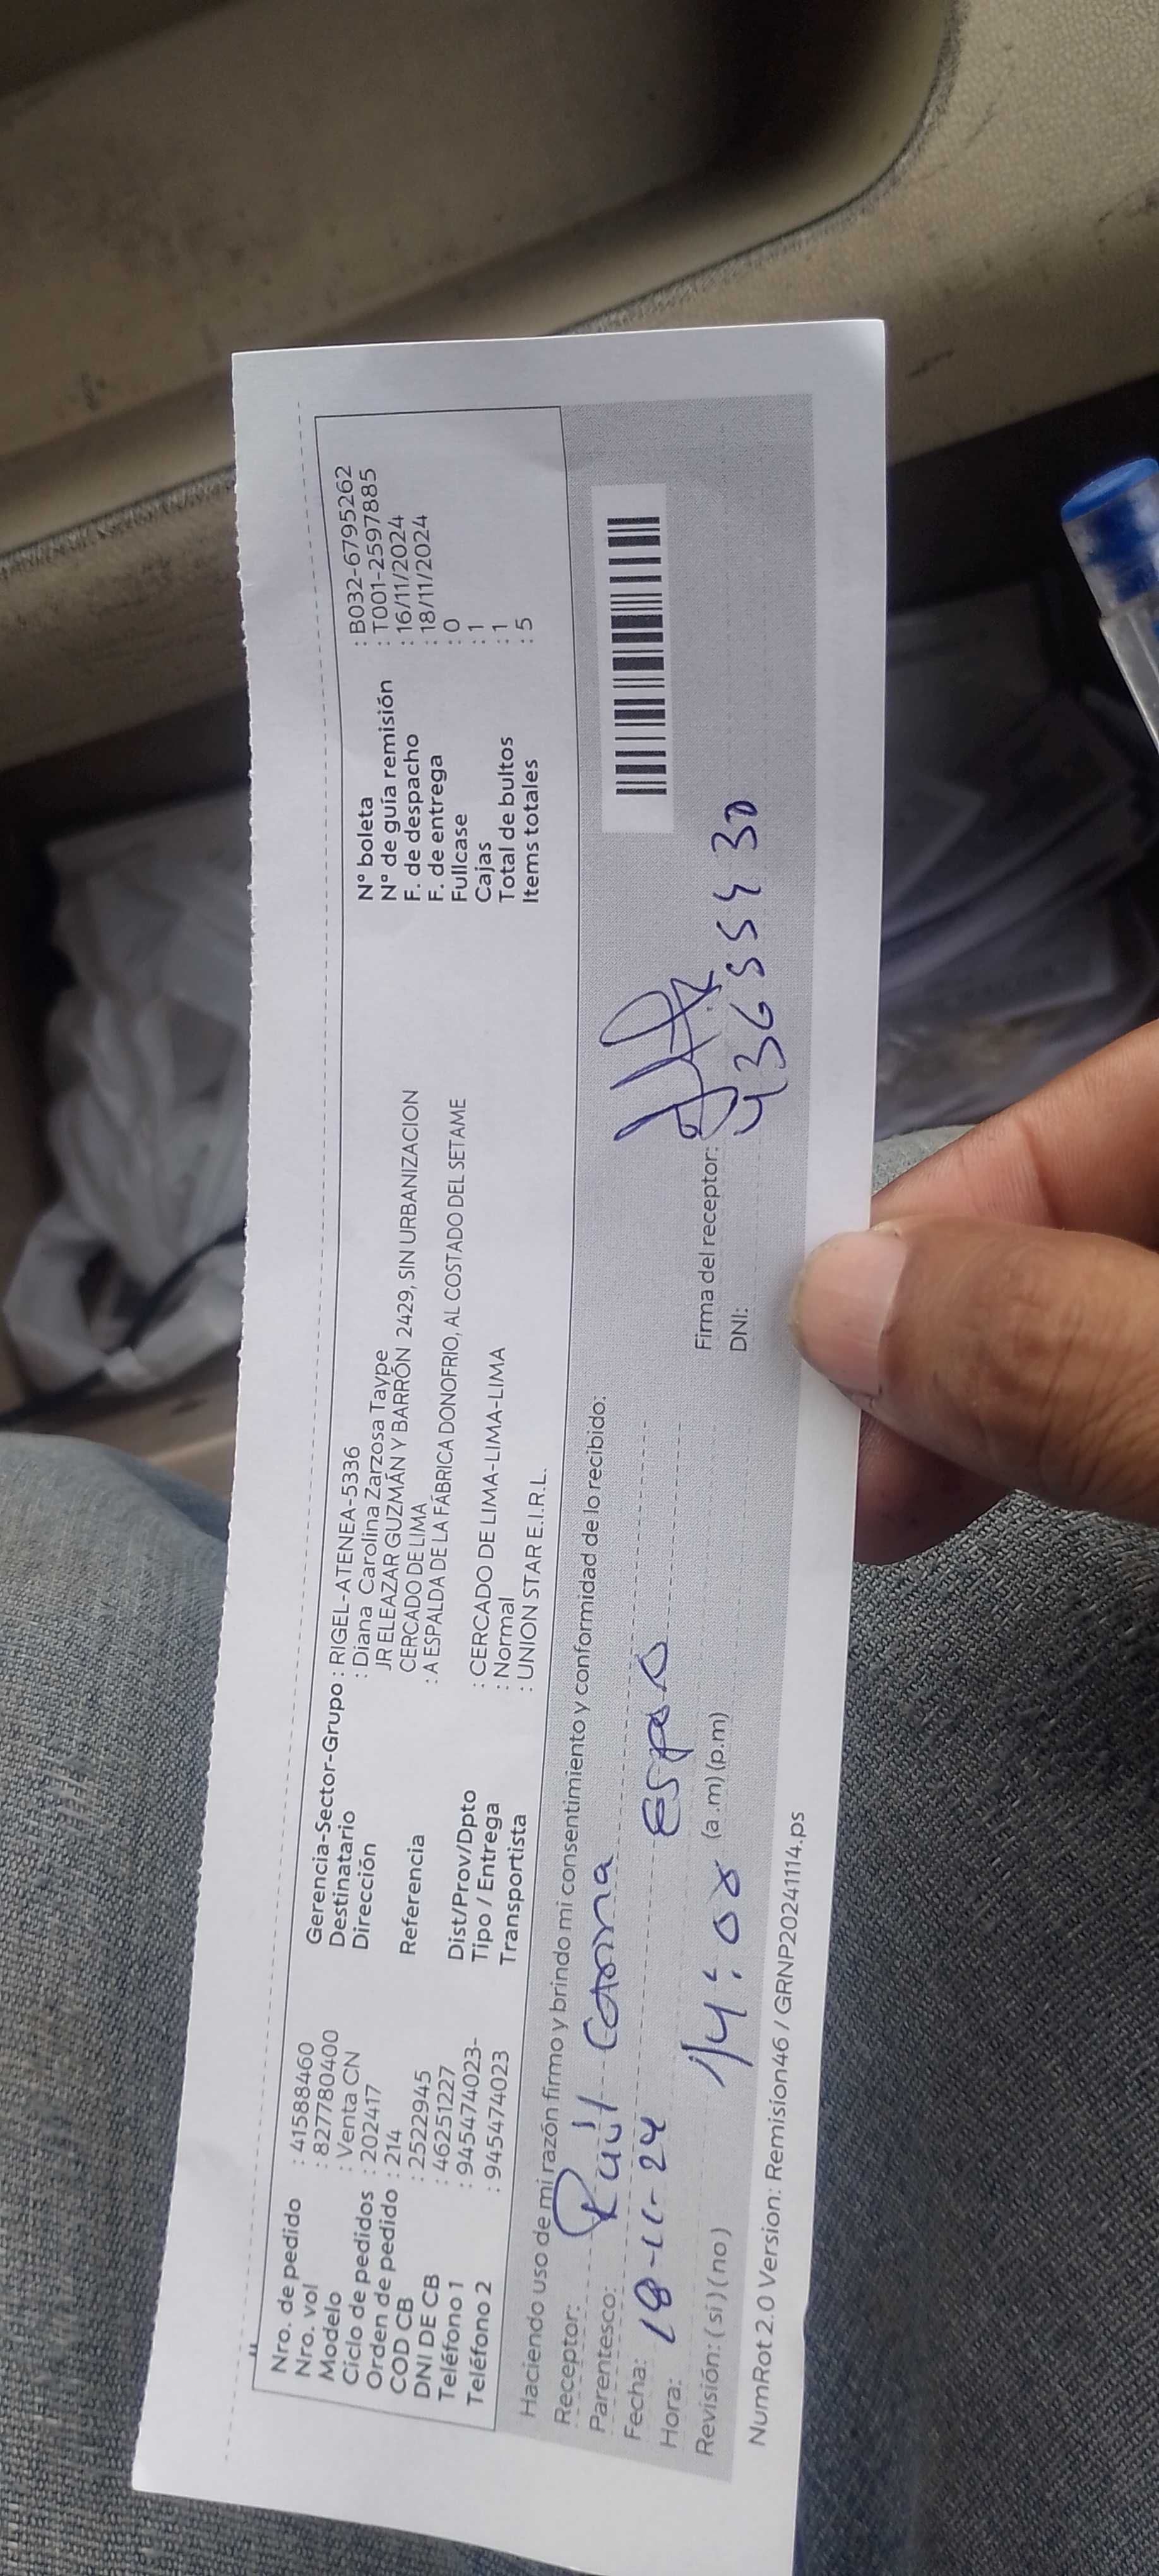 Nro. de pedido : 41588460
Nro. vol : 8277780400
Modelo : Venta CN
Ciclo de pedidos : 202417
Orden de pedido : 214
COD CB : 2522945
DNI DE CB : 46251227
Teléfono 1 : 945474023-
Teléfono 2 : 945474023
Gerencia-Sector-Grupo : RIGEL-ATENEA-5336
Destinatario : Diana Carolina Zarzosa Taype
Dirección JR ELEAZAR GUZMÁN Y BARRÓN 2429, SIN URBANIZACION
CERCADO DE LIMA
Referencia : A ESPALDA DE LA FÁBRICA DONOFRIO, AL COSTADO DEL SETAME
Dist/Prov/Dpto : CERCADO DE LIMA-LIMA-LIMA
Tipo / Entrega : Normal
Transportista : UNION STAR E.I.R.L.
N° boleta : B032-6795262
N° de guía remisión : T001-2597885
F. de despacho : 16/11/2024
F. de entrega : 18/11/2024
Fullcase : 0
Cajas : 1
Total de bultos : 1
Items totales : 5
Haciendo uso de mi razón firmo y brindo mi consentimiento y conformidad de lo recibido:
Receptor: Raúl
Parentesco:
Fecha: 18-11-24
Hora: 14:08 (a.m) (p.m)
Revisión: ( si ) ( no )
Firma del receptor:
DNI: 43655430
NumRot 2.0 Version: Remision46 / GRNP20241114.ps